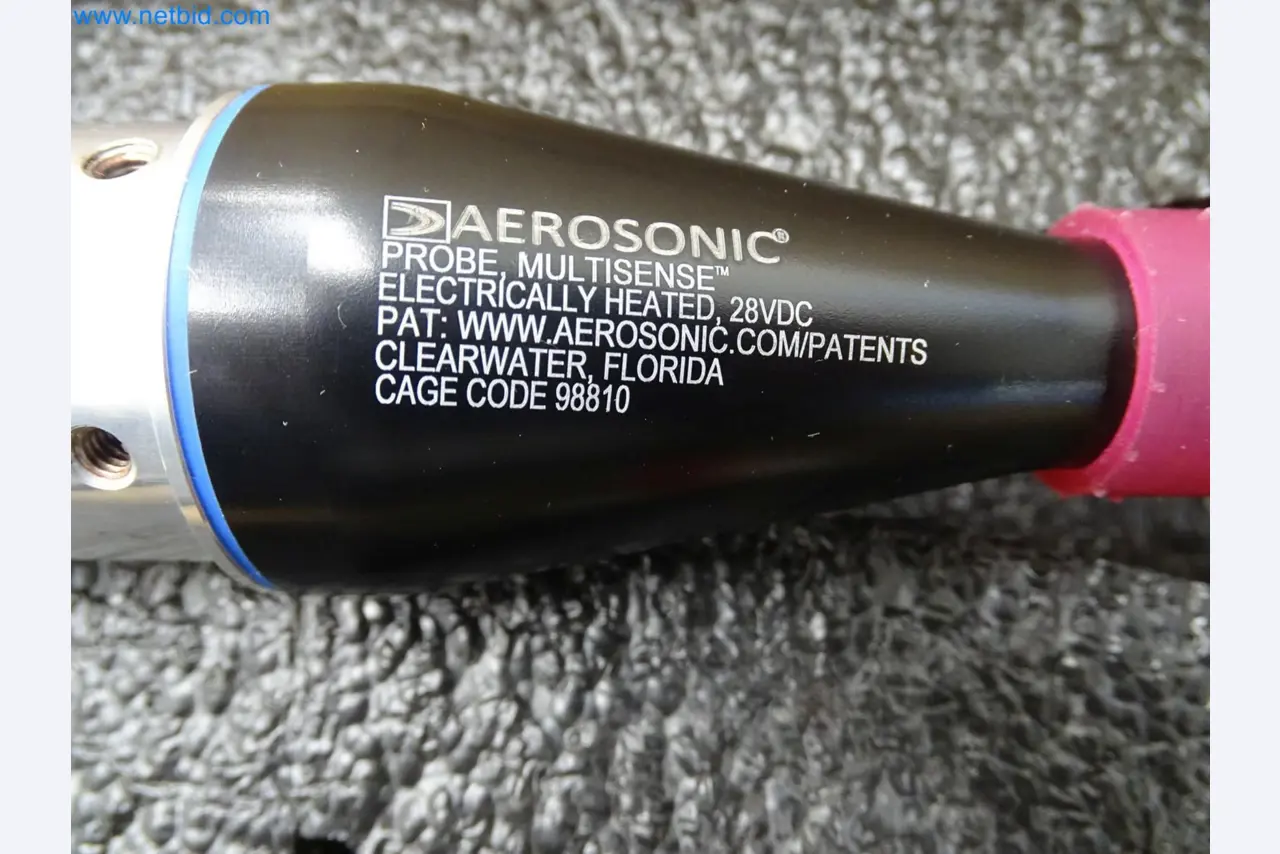 www.netbid.com
AEROSONIC®
PROBE, MULTISENSE™
ELECTRICALLY HEATED, 28VDC
PAT: WWW.AEROSONIC.COM/PATENTS
CLEARWATER, FLORIDA
CAGE CODE 98810